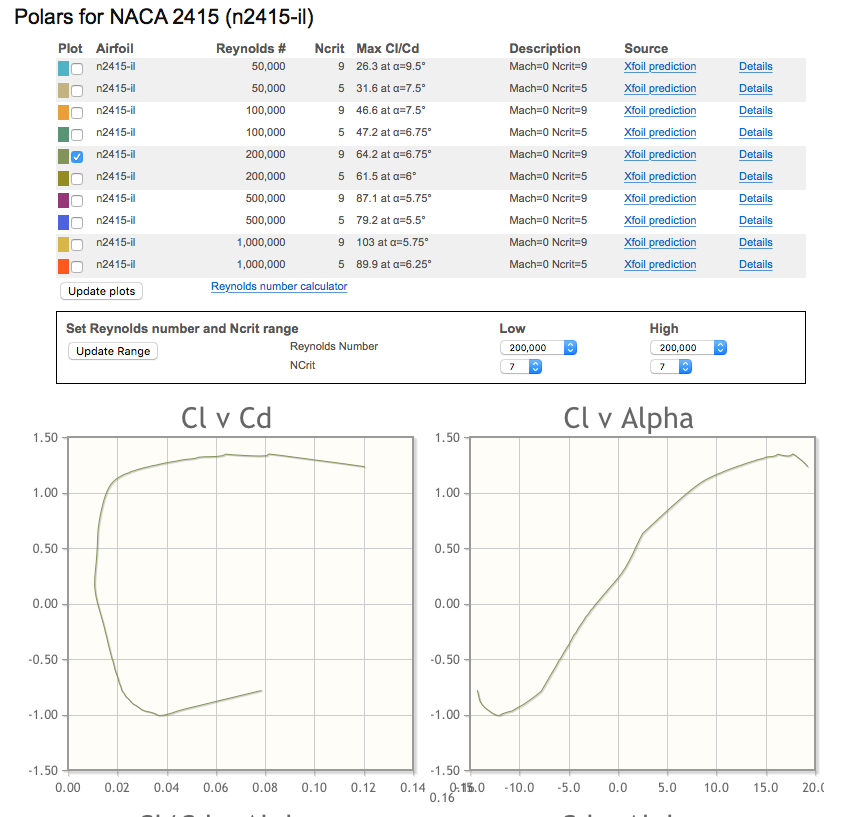 Polars for NACA 2415 (n2415-il)
Plot Airfoil Reynolds # Ncrit Max Cl/Cd Description Source
n2415-il 50,000 9 26.3 at α=9.5° Mach=0 Ncrit=9 Xfoil prediction Details
n2415-il 50,000 5 31.6 at α=7.5° Mach=0 Ncrit=5 Xfoil prediction Details
n2415-il 100,000 9 46.6 at α=7.5° Mach=0 Ncrit=9 Xfoil prediction Details
n2415-il 100,000 5 47.2 at α=6.75° Mach=0 Ncrit=5 Xfoil prediction Details
n2415-il 200,000 9 64.2 at α=6.75° Mach=0 Ncrit=9 Xfoil prediction Details
n2415-il 200,000 5 61.5 at α=6° Mach=0 Ncrit=5 Xfoil prediction Details
n2415-il 500,000 9 87.1 at α=5.75° Mach=0 Ncrit=9 Xfoil prediction Details
n2415-il 500,000 5 79.2 at α=5.5° Mach=0 Ncrit=5 Xfoil prediction Details
n2415-il 1,000,000 9 103 at α=5.75° Mach=0 Ncrit=9 Xfoil prediction Details
n2415-il 1,000,000 5 89.9 at α=6.25° Mach=0 Ncrit=5 Xfoil prediction Details
Update plots Reynolds number calculator
Set Reynolds number and Ncrit range Low High
Update Range Reynolds Number 200,000 200,000
NCrit 7 7
Cl v Cd
1.50
1.00
0.50
0.00
-0.50
-1.00
-1.50
0.00 0.02 0.04 0.06 0.08 0.10 0.12 0.14 0.16
Cl v Alpha
1.50
1.00
0.50
0.00
-0.50
-1.00
-1.50
-10.0 -5.0 0.0 5.0 10.0 15.0 20.0